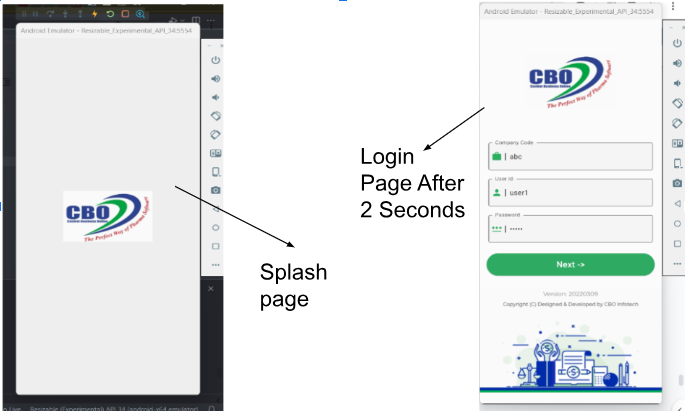 Android Emulator - Resizable_Experimental_API_34:5554
CBO
The Perfect Way of Pharma Software
Splash
page
Login
Page After
2 Seconds
Android Emulator - Resizable_Experimental_API_34:5554
CBO
The Perfect Way of Pharma Software
Company Code
abc
User Id
user1
Password
•••••
Next ->
Version: 20220309
Copyright (C) Designed & Developed by CBO Infotech
Resizable (Experimental) API 34 (android-x64 emulator)